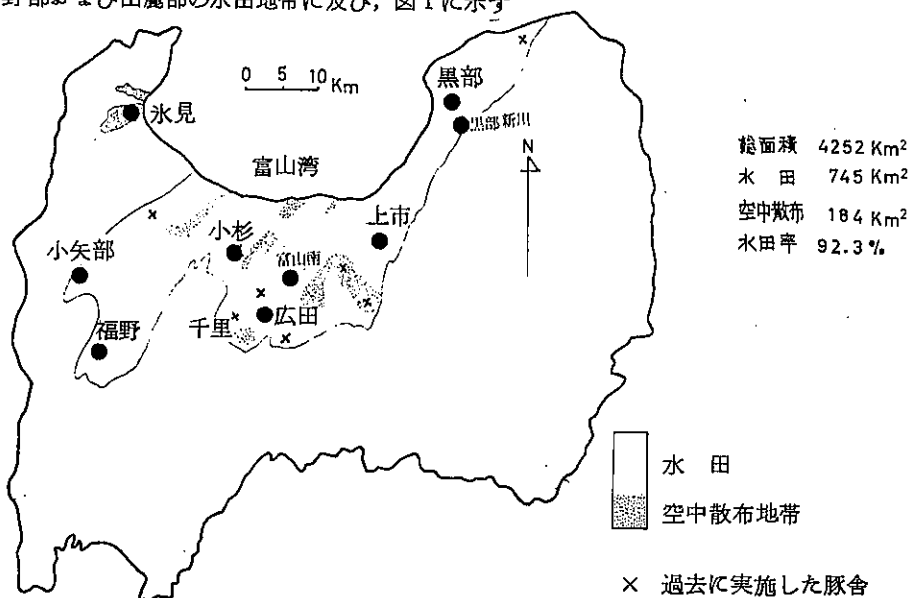 野部および山麓部の水田地帯に及び，図1に示す
0 5 10 Km
黒部
氷見
黒部新川
N
富山湾
総面積 4252 Km²
水田 745 Km²
空中散布 184 Km²
水田率 92.3%
上市
小杉
小矢部
富山南
千里
広田
福野
水田
空中散布地帯
× 過去に実施した豚舎